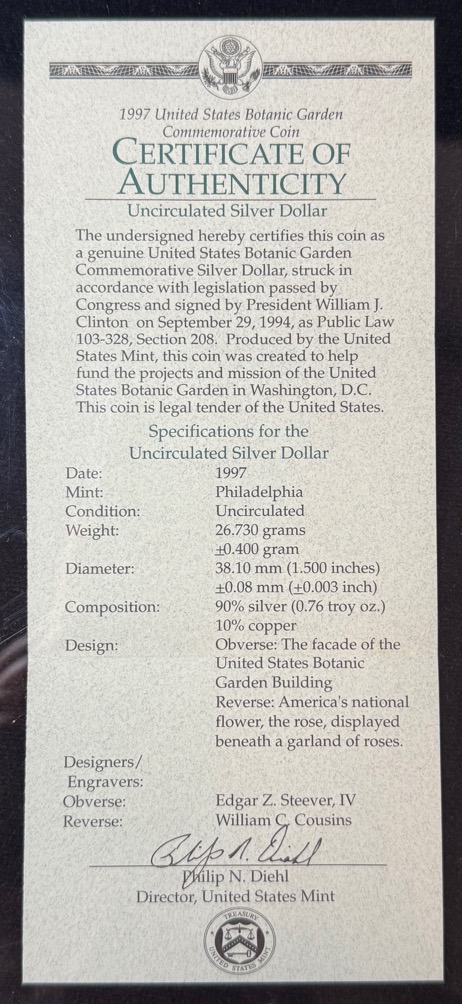 1997 United States Botanic Garden
Commemorative Coin
CERTIFICATE OF
AUTHENTICITY
Uncirculated Silver Dollar
The undersigned hereby certifies this coin as
a genuine United States Botanic Garden
Commemorative Silver Dollar, struck in
accordance with legislation passed by
Congress and signed by President William J.
Clinton on September 29, 1994, as Public Law
103-328, Section 208. Produced by the United
States Mint, this coin was created to help
fund the projects and mission of the United
States Botanic Garden in Washington, D.C.
This coin is legal tender of the United States.
Specifications for the
Uncirculated Silver Dollar
Date: 1997
Mint: Philadelphia
Condition: Uncirculated
Weight: 26.730 grams
±0.400 gram
Diameter: 38.10 mm (1.500 inches)
±0.08 mm (±0.003 inch)
Composition: 90% silver (0.76 troy oz.)
10% copper
Design: Obverse: The facade of the
United States Botanic
Garden Building
Reverse: America's national
flower, the rose, displayed
beneath a garland of roses.
Designers/
Engravers:
Obverse: Edgar Z. Steever, IV
Reverse: William C. Cousins
Philip N. Diehl
Philip N. Diehl
Director, United States Mint
TREASURY
UNITED STATES MINT